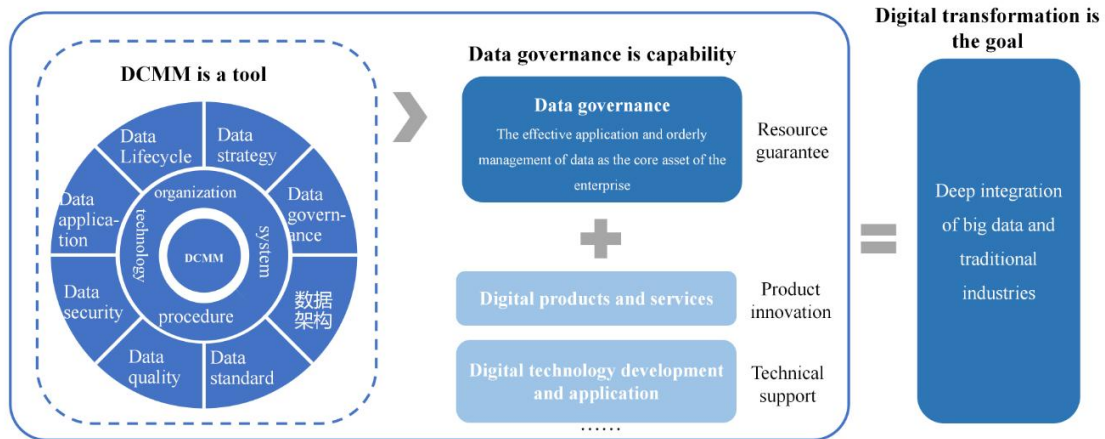 DCMM is a tool
Data
Lifecycle
Data
strategy
Data
govern-
ance
数据
架构
Data
standard
Data
quality
Data
security
Data
applica-
tion
organization
system
procedure
technology
DCMM
Data governance is capability
Data governance
The effective application and orderly
management of data as the core asset of the
enterprise
Resource
guarantee
Digital products and services
Product
innovation
Digital technology development
and application
Technical
support
……
Digital transformation is
the goal
Deep integration
of big data and
traditional
industries